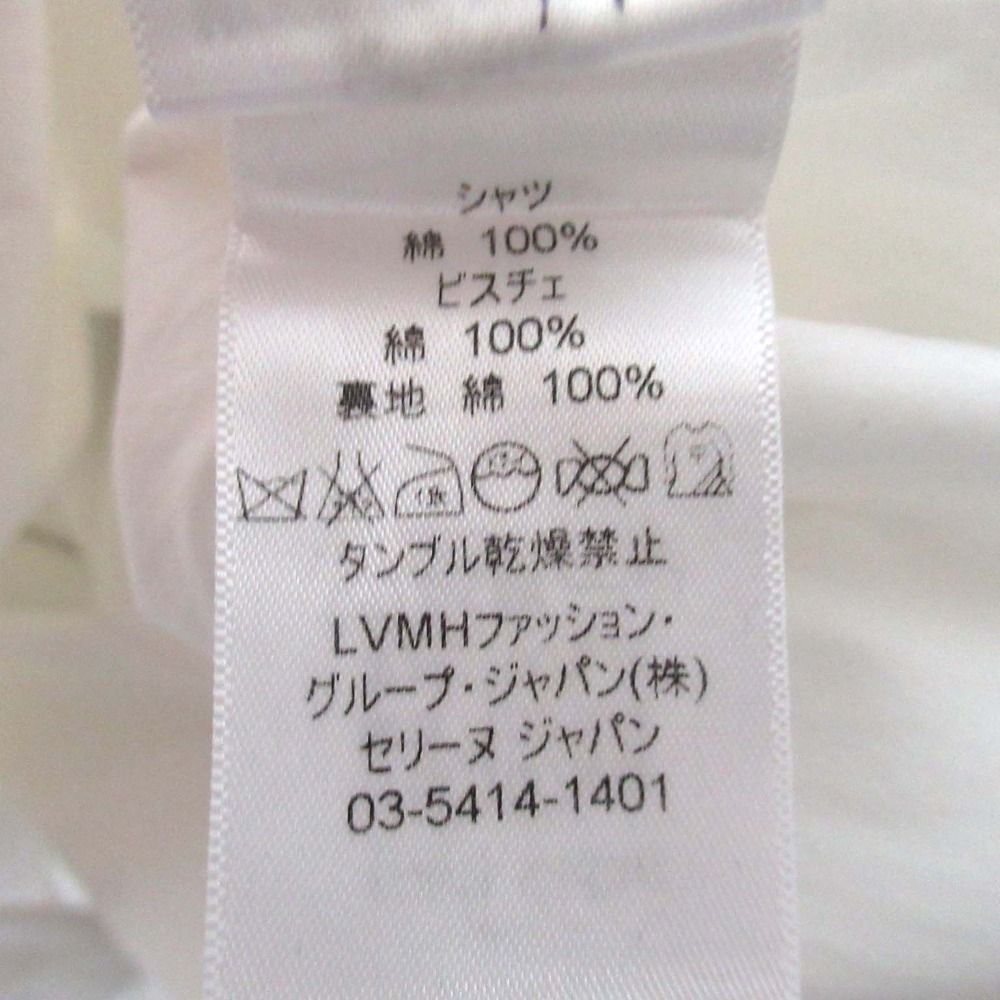 シャツ
綿 100%
ビスチェ
綿 100%
裏地 綿 100%
タンブル乾燥禁止
LVMHファッション・
グループ・ジャパン(株)
セリーヌ ジャパン
03-5414-1401